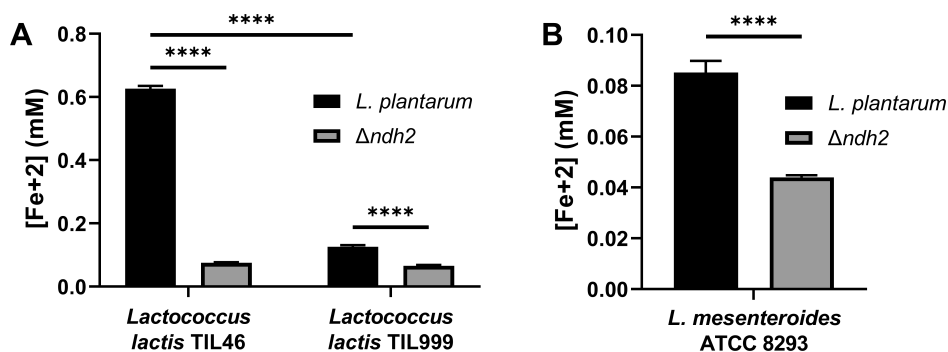 A
[Fe+2] (mM)
0.8
0.6
0.4
0.2
0.0
****
****
****
L. plantarum
Δndh2
Lactococcus
lactis TIL46
Lactococcus
lactis TIL999
B
[Fe+2] (mM)
0.10
0.08
0.06
0.04
0.02
0.00
****
L. plantarum
Δndh2
L. mesenteroides
ATCC 8293